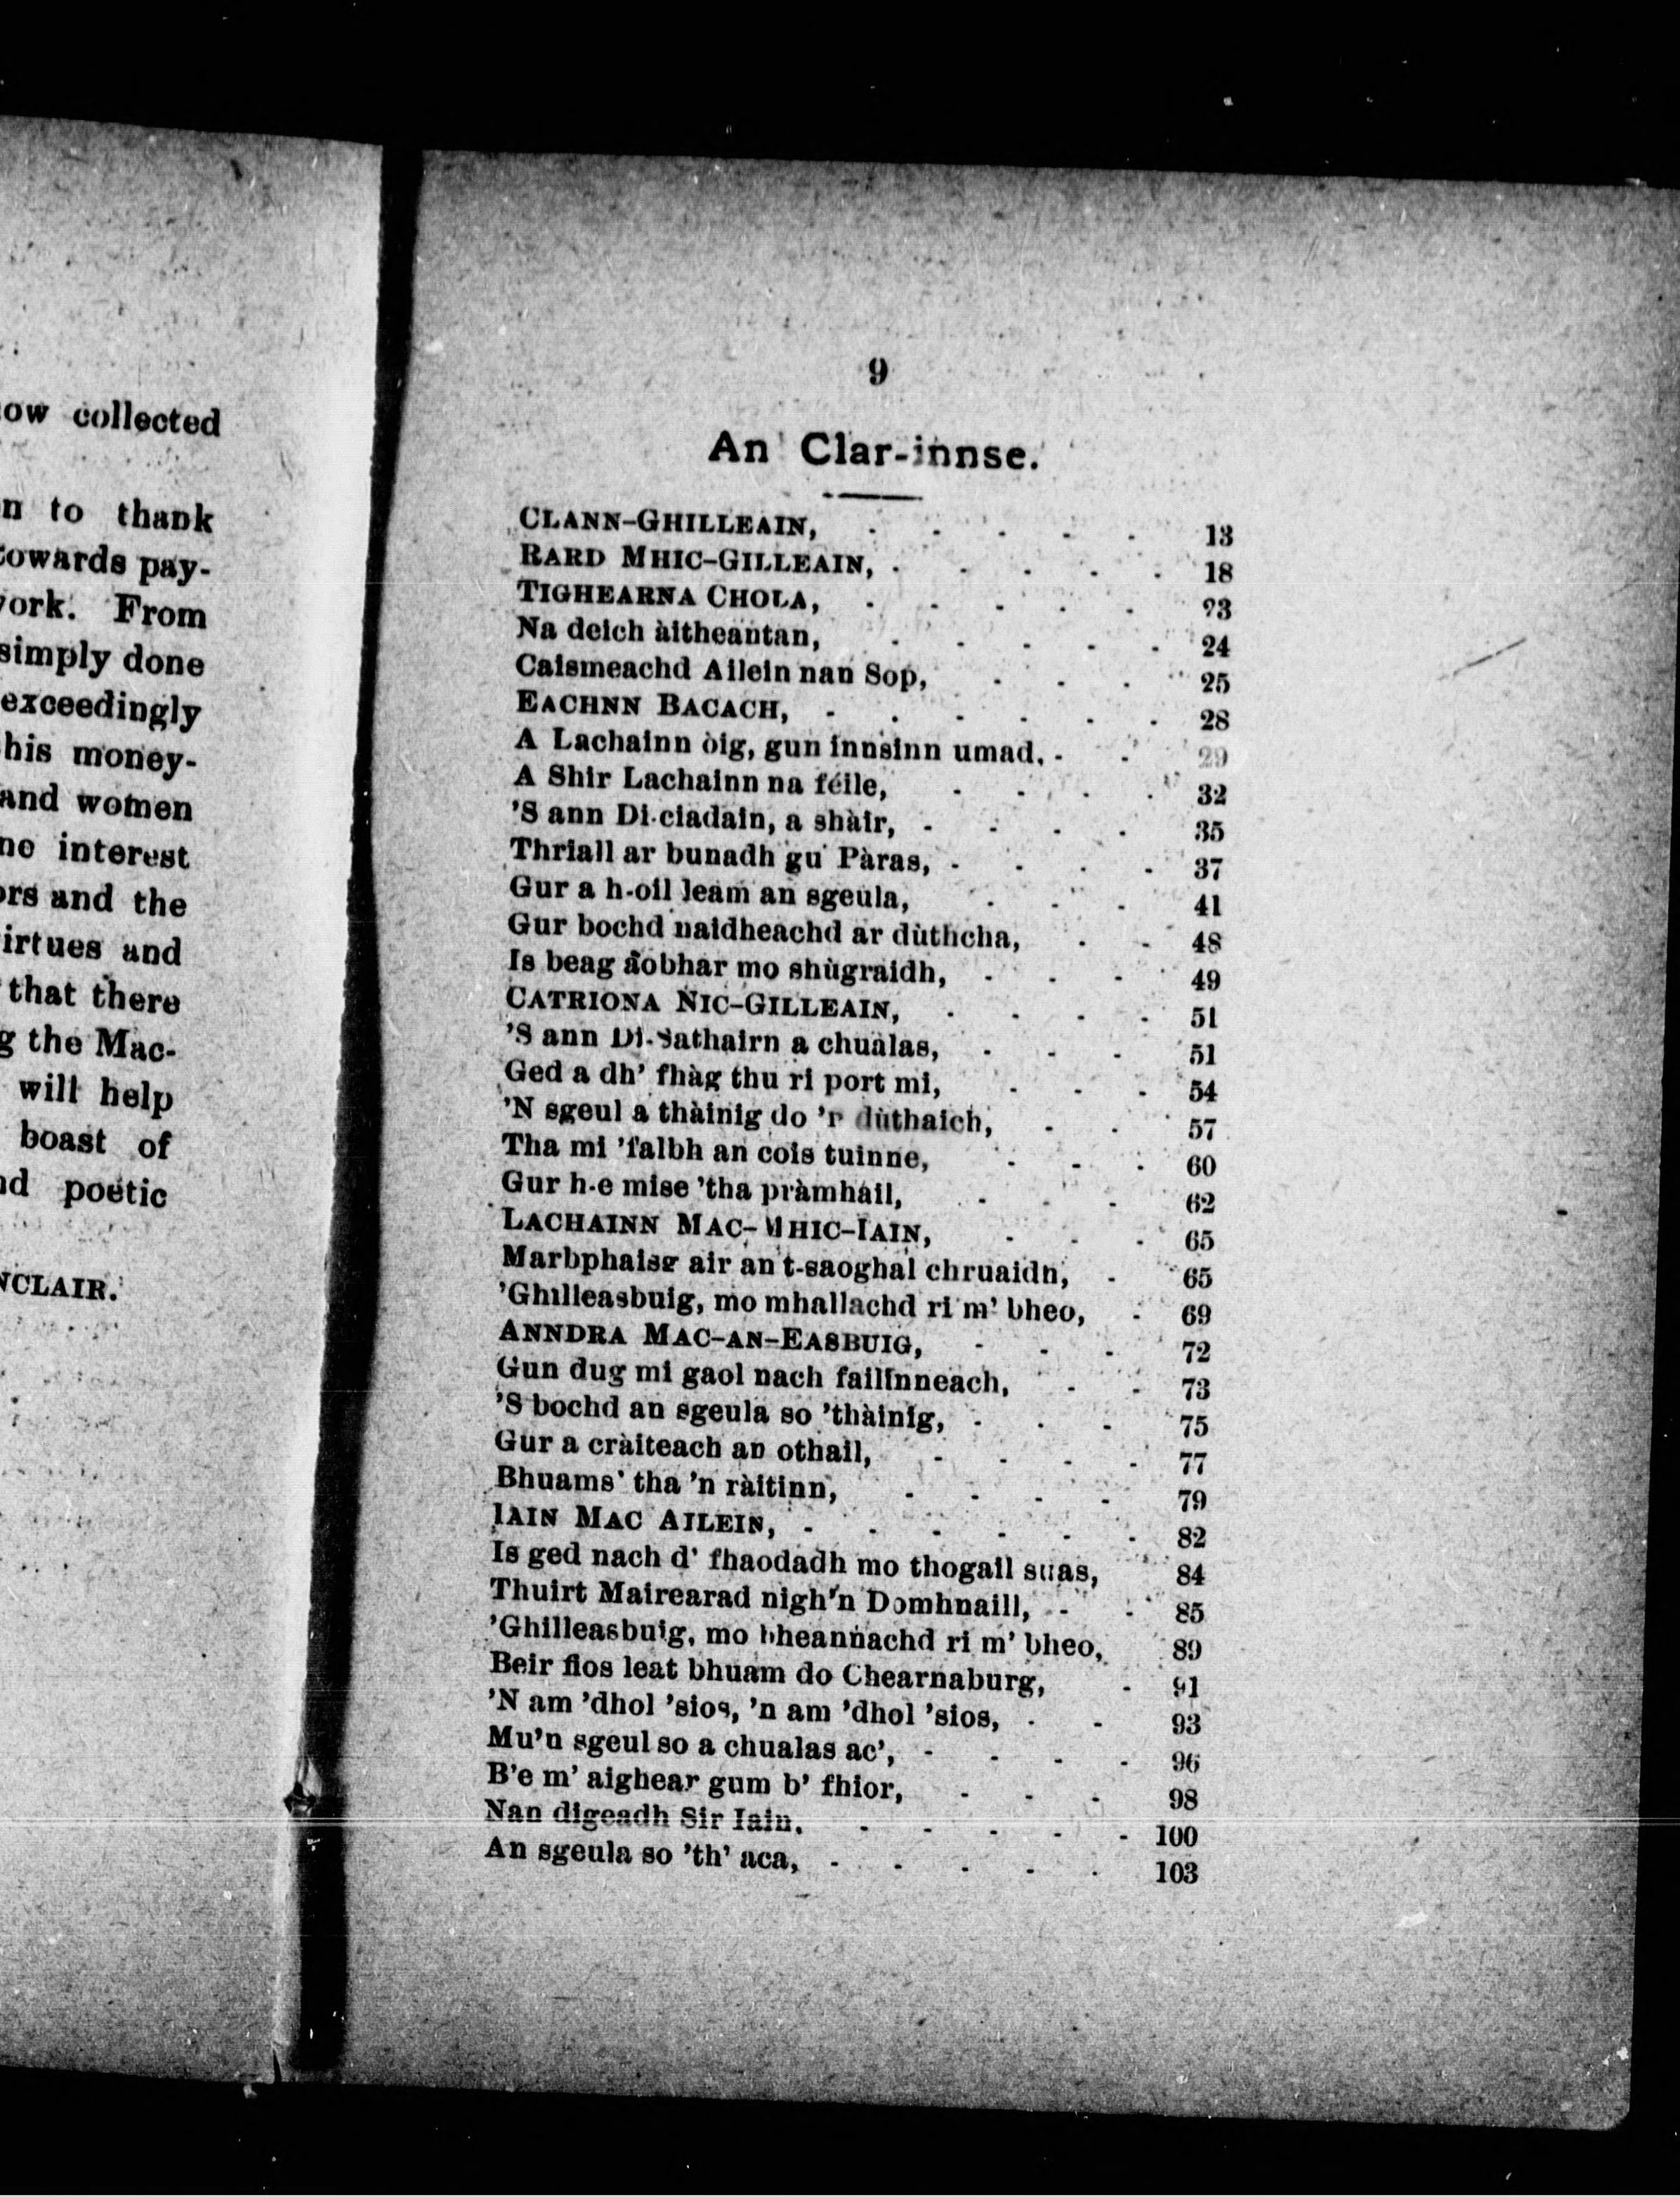 ow collected
n to thank
towards pay-
work. From
simply done
exceedingly
his money-
and women
no interest
ors and the
virtues and
that there
g the Mac-
will help
boast of
nd poetic
NCLAIR.
9
An Clar-innse.
CLANN-GHILLEAIN, 13
BARD MHIC-GILLEAIN, 18
TIGHEARNA CHOLA, 23
Na deich àitheantan, 24
Caismeachd Ailein nan Sop, 25
EACHNN BACACH, 28
A Lachainn òig, gun innsinn umad, 29
A Shir Lachainn na féile, 32
'S ann Di-ciadain, a shàir, 35
Thriall ar bunadh gu Pàras, 37
Gur a h-oil leam an sgeula, 41
Gur bochd naidheachd ar dùthcha, 48
Is beag aobhar mo shùgraidh, 49
CATRIONA NIC-GILLEAIN, 51
'S ann Di-Sathairn a chualas, 51
Ged a dh' fhàg thu ri port mi, 54
'N sgeul a thàinig do 'r dùthaich, 57
Tha mi 'falbh an cois tuinne, 60
Gur h-e mise 'tha pràmhail, 62
LACHAINN MAC-MHIC-IAIN, 65
Marbphaisg air an t-saoghal chruaidh, 65
'Ghilleasbuig, mo mhallachd ri m' bheo, 69
ANNDRA MAC-AN-EASBUIG, 72
Gun dug mi gaol nach faillinneach, 73
'S bochd an sgeula so 'thàinig, 75
Gur a cràiteach an othail, 77
Bhuams' tha 'n ràitinn, 79
IAIN MAC AILEIN, 82
Is ged nach d' fhaodadh mo thogail suas, 84
Thuirt Mairearad nigh'n Domhnaill, 85
'Ghilleasbuig, mo bheannachd ri m' bheo, 89
Beir fios leat bhuam do Chearnaburg, 91
'N am 'dhol 'sios, 'n am 'dhol 'sios, 93
Mu'n sgeul so a chualas ac', 96
B'e m' aighear gum b' fhior, 98
Nan digeadh Sir Iain, 100
An sgeula so 'th' aca, 103